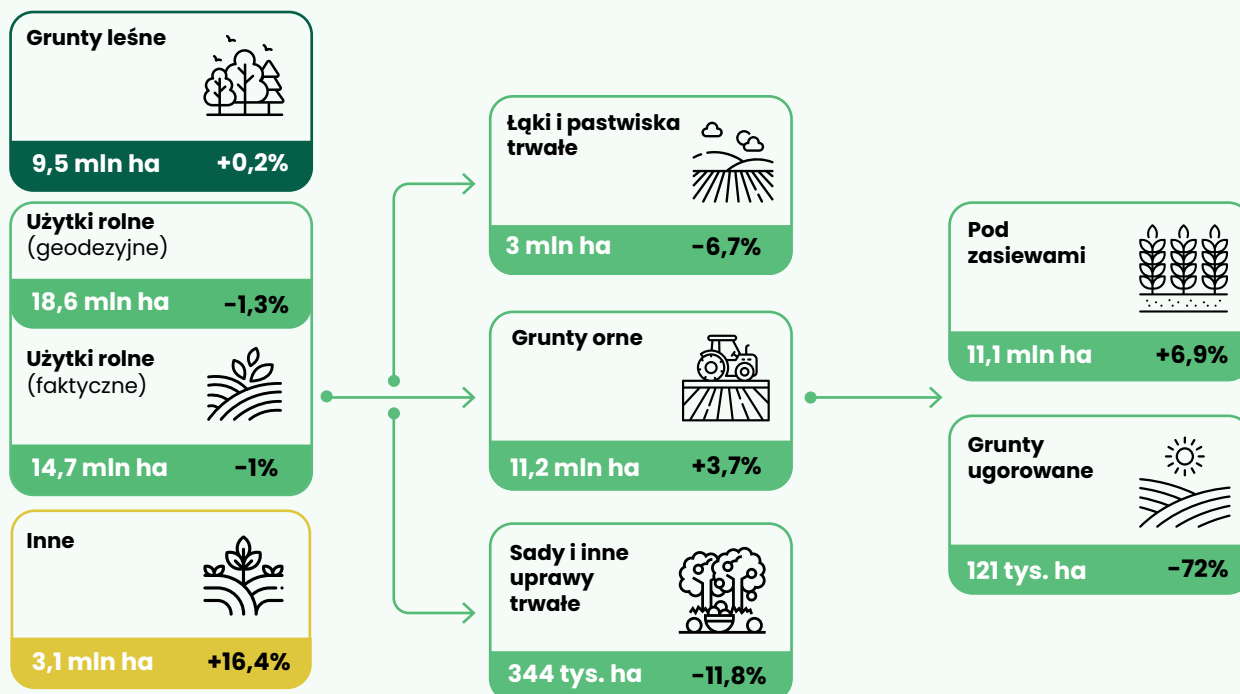 Grunty leśne
9,5 mln ha +0,2%
Użytki rolne
(geodezyjne)
18,6 mln ha -1,3%
Użytki rolne
(faktyczne)
14,7 mln ha -1%
Inne
3,1 mln ha +16,4%
Łąki i pastwiska
trwałe
3 mln ha -6,7%
Grunty orne
11,2 mln ha +3,7%
Sady i inne
uprawy
trwałe
344 tys. ha -11,8%
Pod
zasiewami
11,1 mln ha +6,9%
Grunty
ugorowane
121 tys. ha -72%